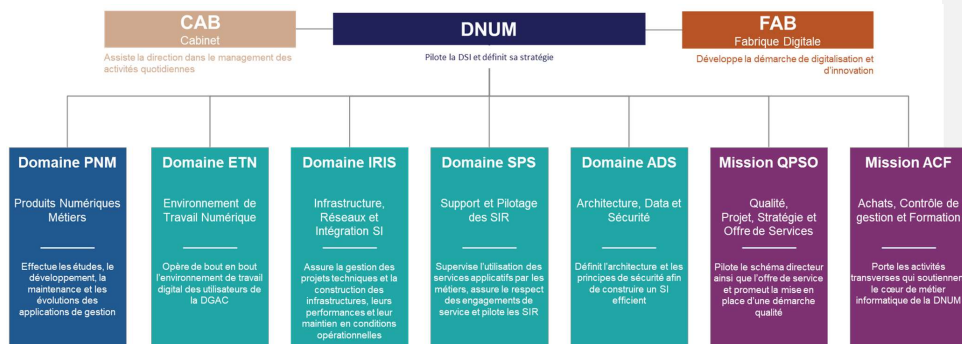 CAB
Cabinet
Assiste la direction dans le management des
activités quotidiennes
DNUM
Pilote la DSI et définit sa stratégie
FAB
Fabrique Digitale
Développe la démarche de digitalisation et
d'innovation
Domaine PNM
Produits Numériques
Métiers
Effectue les études, le
développement, la
maintenance et les
évolutions des
applications de gestion
Domaine ETN
Environnement de
Travail Numérique
Opère de bout en bout
l'environnement de travail
digital des utilisateurs de
la DGAC
Domaine IRIS
Infrastructure,
Réseaux et
Intégration SI
Assure la gestion des
projets techniques et la
construction des
infrastructures, leurs
performances et leur
maintien en conditions
opérationnelles
Domaine SPS
Support et Pilotage
des SIR
Supervise l'utilisation des
services applicatifs par les
métiers, assure le respect
des engagements de
service et pilote les SIR
Domaine ADS
Architecture, Data et
Sécurité
Définit l'architecture et les
principes de sécurité afin
de construire un SI
efficient
Mission QPSO
Qualité,
Projet, Stratégie et
Offre de Services
Pilote le schéma directeur
ainsi que l'offre de service
et promeut la mise en
place d'une démarche
qualité
Mission ACF
Achats, Contrôle de
gestion et Formation
Porte les activités
transverses qui soutiennent
le cœur de métier
informatique de la DNUM